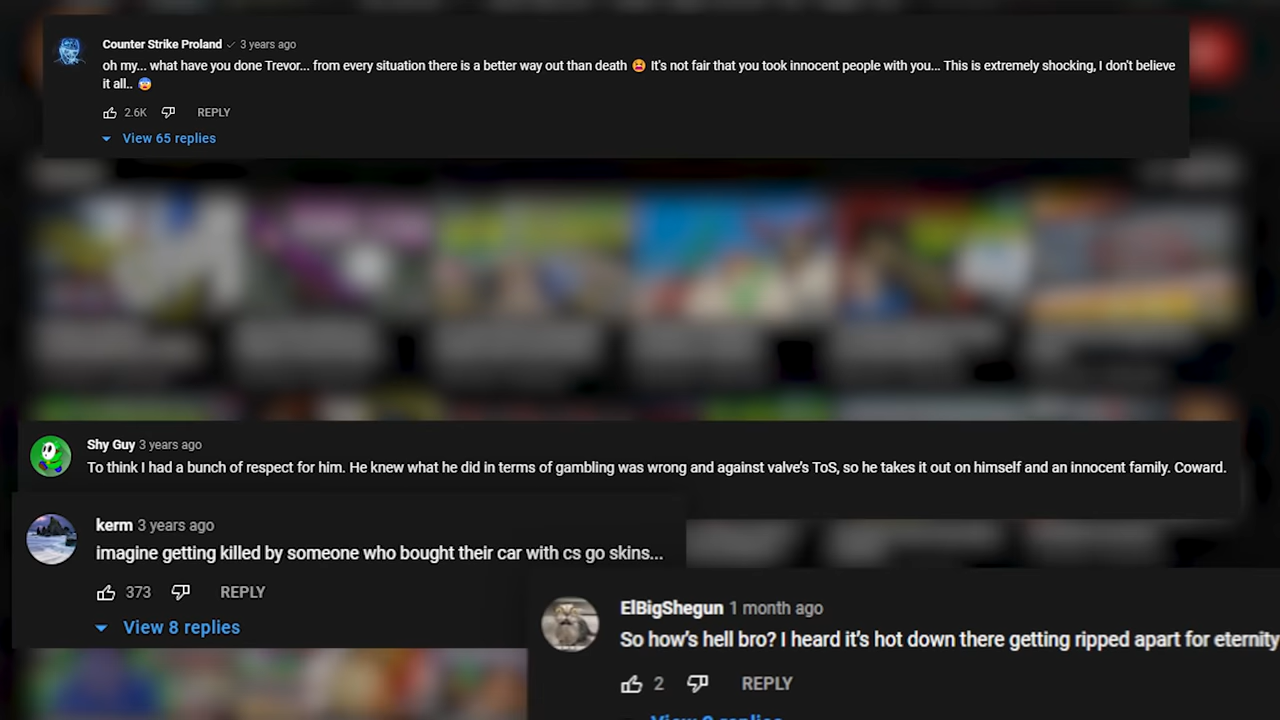 Counter Strike Proland 3 years ago
oh my... what have you done Trevor... from every situation there is a better way out than death 😫 It's not fair that you took innocent people with you... This is extremely shocking, I don't believe
it all.. 😨
2.6K REPLY
View 65 replies
Shy Guy 3 years ago
To think I had a bunch of respect for him. He knew what he did in terms of gambling was wrong and against valve's ToS, so he takes it out on himself and an innocent family. Coward.
kerm 3 years ago
imagine getting killed by someone who bought their car with cs go skins...
373 REPLY
View 8 replies
ElBigShegun 1 month ago
So how's hell bro? I heard it's hot down there getting ripped apart for eternity
2 REPLY